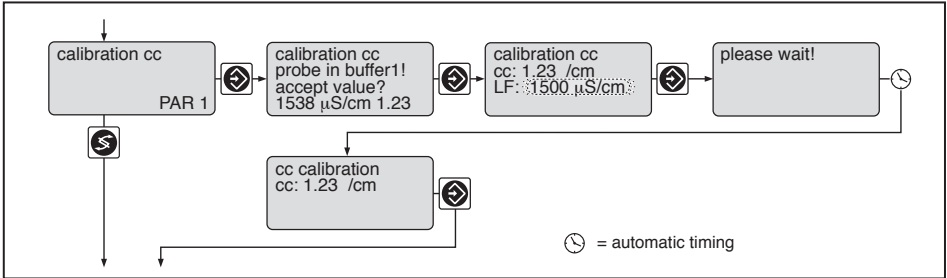 calibration cc
PAR 1
calibration cc
probe in buffer1!
accept value?
1538 μS/cm 1.23
calibration cc
cc: 1.23 /cm
LF: 1500 μS/cm
please wait!
cc calibration
cc: 1.23 /cm
= automatic timing